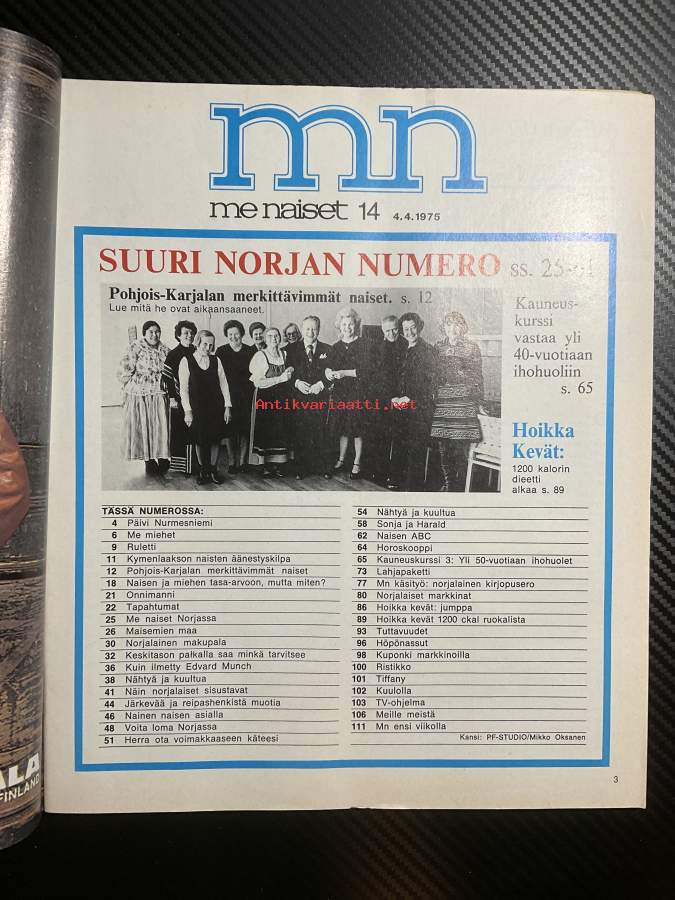 mn
me naiset 14 4.4.1975
SUURI NORJAN NUMERO ss. 25-61
Pohjois-Karjalan merkittävimmät naiset. s. 12
Lue mitä he ovat aikaansaaneet.
Kauneus-
kurssi
vastaa yli
40-vuotiaan
ihohuoliin
s. 65
Antikvariaatti.net
Hoikka
Kevät:
1200 kalorin
dieetti
alkaa s. 89
TÄSSÄ NUMEROSSA:
4 Päivi Nurmesniemi
6 Me miehet
9 Ruletti
11 Kymenlaakson naisten äänestyskilpa
12 Pohjois-Karjalan merkittävimmät naiset
18 Naisen ja miehen tasa-arvoon, mutta miten?
21 Onnimanni
22 Tapahtumat
25 Me naiset Norjassa
26 Maisemien maa
30 Norjalainen makupala
32 Keskitason palkalla saa minkä tarvitsee
36 Kuin ilmetty Edvard Munch
38 Nähtyä ja kuultua
41 Näin norjalaiset sisustavat
44 Järkevää ja reipashenkistä muotia
46 Nainen naisen asialla
48 Voita loma Norjassa
51 Herra ota voimakkaaseen käteesi
54 Nähtyä ja kuultua
58 Sonja ja Harald
62 Naisen ABC
64 Horoskooppi
65 Kauneuskurssi 3: Yli 50-vuotiaan ihohuolet
73 Lahjapaketti
77 Mn käsityö: norjalainen kirjopusero
80 Norjalaiset markkinat
86 Hoikka kevät: jumppa
89 Hoikka kevät 1200 ckal ruokalista
93 Tuttavuudet
96 Höpönassut
98 Kuponki markkinoilla
100 Ristikko
101 Tiffany
102 Kuulolla
103 TV-ohjelma
106 Meille meistä
111 Mn ensi viikolla
Kansi: PF-STUDIO/Mikko Oksanen
ALA
FINLAND
3